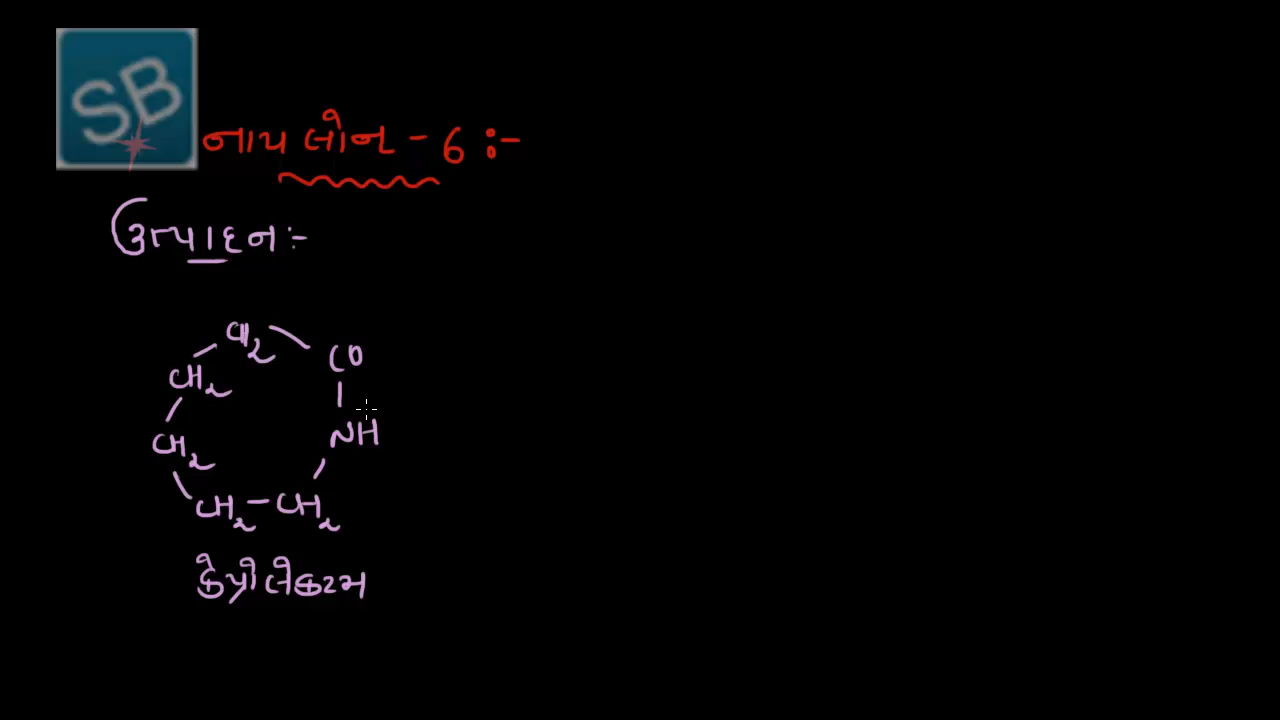 SB
નાયલોન - 6 :-
ઉત્પાદન :-
CH2
CO
CH2
NH
CH2
CH2 - CH2
કેપ્રોલેક્ટમ